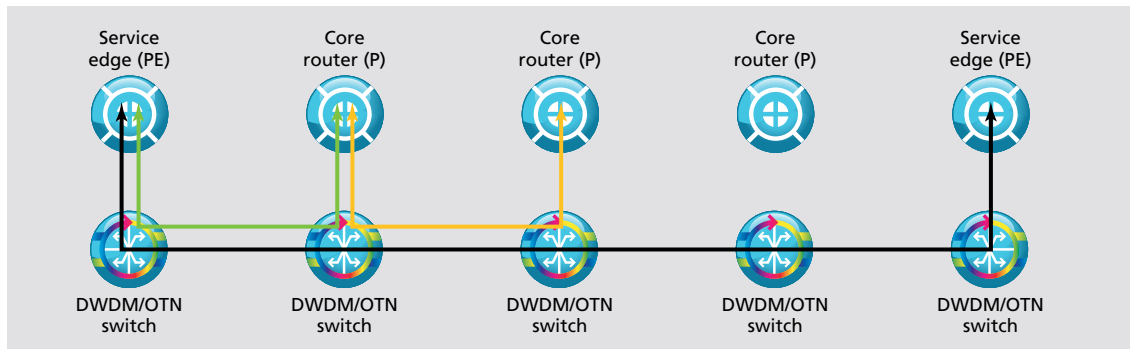 Service
edge (PE)
Core
router (P)
Core
router (P)
Core
router (P)
Service
edge (PE)
DWDM/OTN
switch
DWDM/OTN
switch
DWDM/OTN
switch
DWDM/OTN
switch
DWDM/OTN
switch